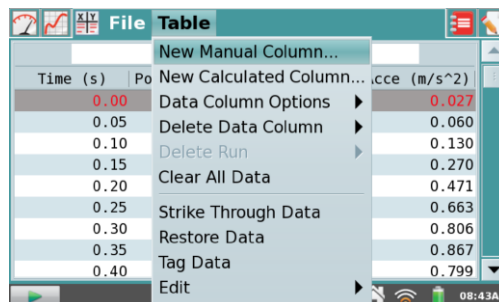 X Y File Table
New Manual Column...
Time (s) Po New Calculated Column... Acce (m/s^2)
0.00 Data Column Options 0.027
0.05 Delete Data Column 0.060
0.10 Delete Run 0.130
0.15 Clear All Data 0.270
0.20 0.471
0.25 Strike Through Data 0.663
0.30 Restore Data 0.806
0.35 Tag Data 0.867
0.40 Edit 0.799
08:43A